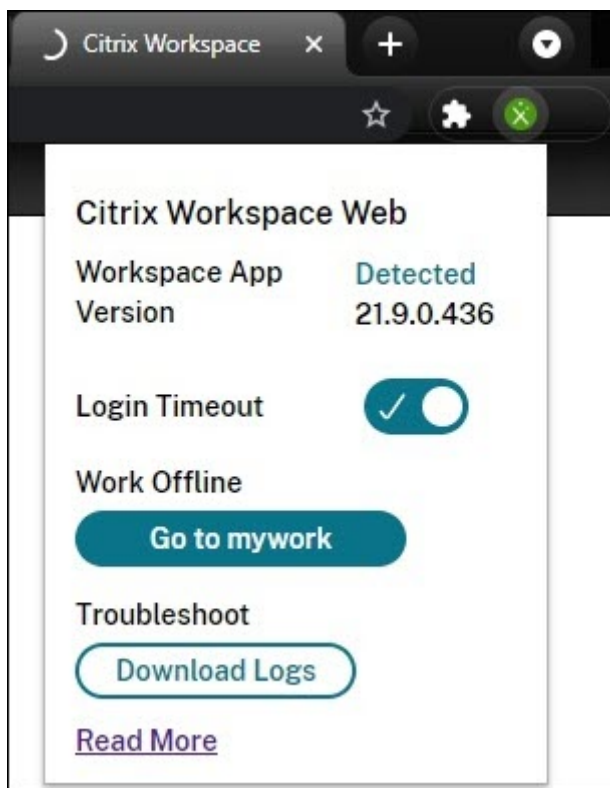 Citrix Workspace
Citrix Workspace Web
Workspace App Detected
Version 21.9.0.436
Login Timeout
Work Offline
Go to mywork
Troubleshoot
Download Logs
Read More